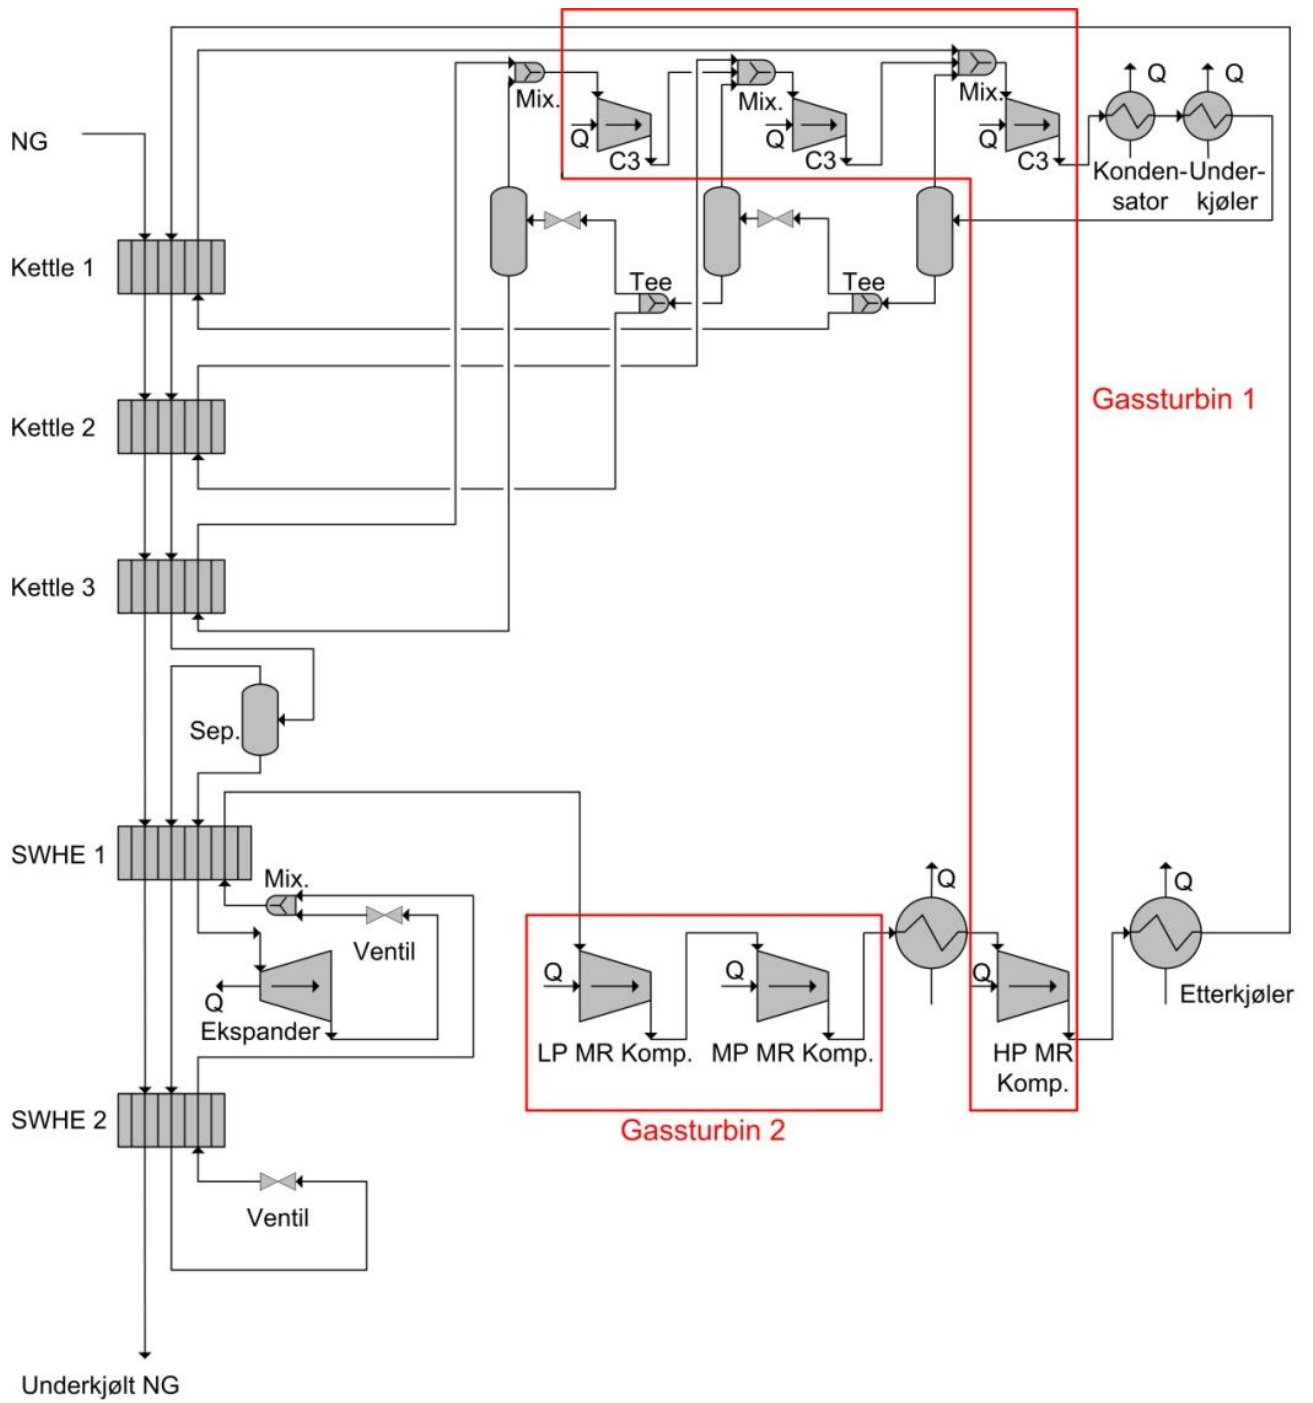 Q
Q
Mix.
Mix.
Mix.
NG
Q
C3
Q
C3
Q
C3
Konden-
sator
Under-
kjøler
Kettle 1
Tee
Tee
Gassturbin 1
Kettle 2
Kettle 3
Sep.
SWHE 1
Mix.
Ventil
Q
Ekspander
Q
Q
Q
Q
Q
Etterkjøler
LP MR Komp.
MP MR Komp.
HP MR
Komp.
SWHE 2
Gassturbin 2
Ventil
Underkjølt NG